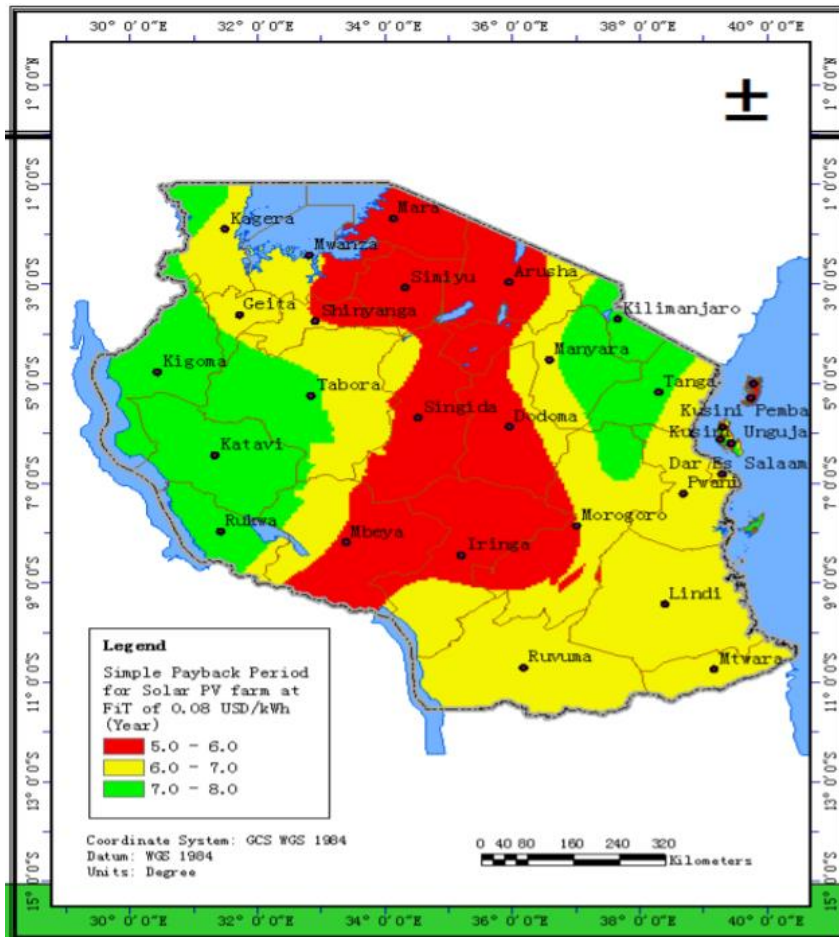 30° 0'0"E 32° 0'0"E 34° 0'0"E 36° 0'0"E 38° 0'0"E 40° 0'0"E
1° 0'0"N
1° 0'0"S
3° 0'0"S
5° 0'0"S
7° 0'0"S
9° 0'0"S
11° 0'0"S
13° 0'0"S
15° 0'0"S
1° 0'0"N
1° 0'0"S
3° 0'0"S
5° 0'0"S
7° 0'0"S
9° 0'0"S
11° 0'0"S
13° 0'0"S
15° 0'0"S
±
Mara
Kagera
Mwanza
Simiyu
Arusha
Geita
Shinyanga
Kilimanjaro
Kigoma
Manyara
Tabora
Tanga
Singida
Dodoma
Kusini Pemba
Katavi
Kusini Unguja
Dar Es Salaam
Pwani
Rukwa
Mbeya
Morogoro
Iringa
Lindi
Ruvuma
Mtwara
Legend
Simple Payback Period
for Solar PV farm at
FiT of 0.08 USD/kWh
(Year)
5.0 - 6.0
6.0 - 7.0
7.0 - 8.0
Coordinate System: GCS WGS 1984
Datum: WGS 1984
Units: Degree
0 40 80 160 240 320
Kilometers
30° 0'0"E 32° 0'0"E 34° 0'0"E 36° 0'0"E 38° 0'0"E 40° 0'0"E